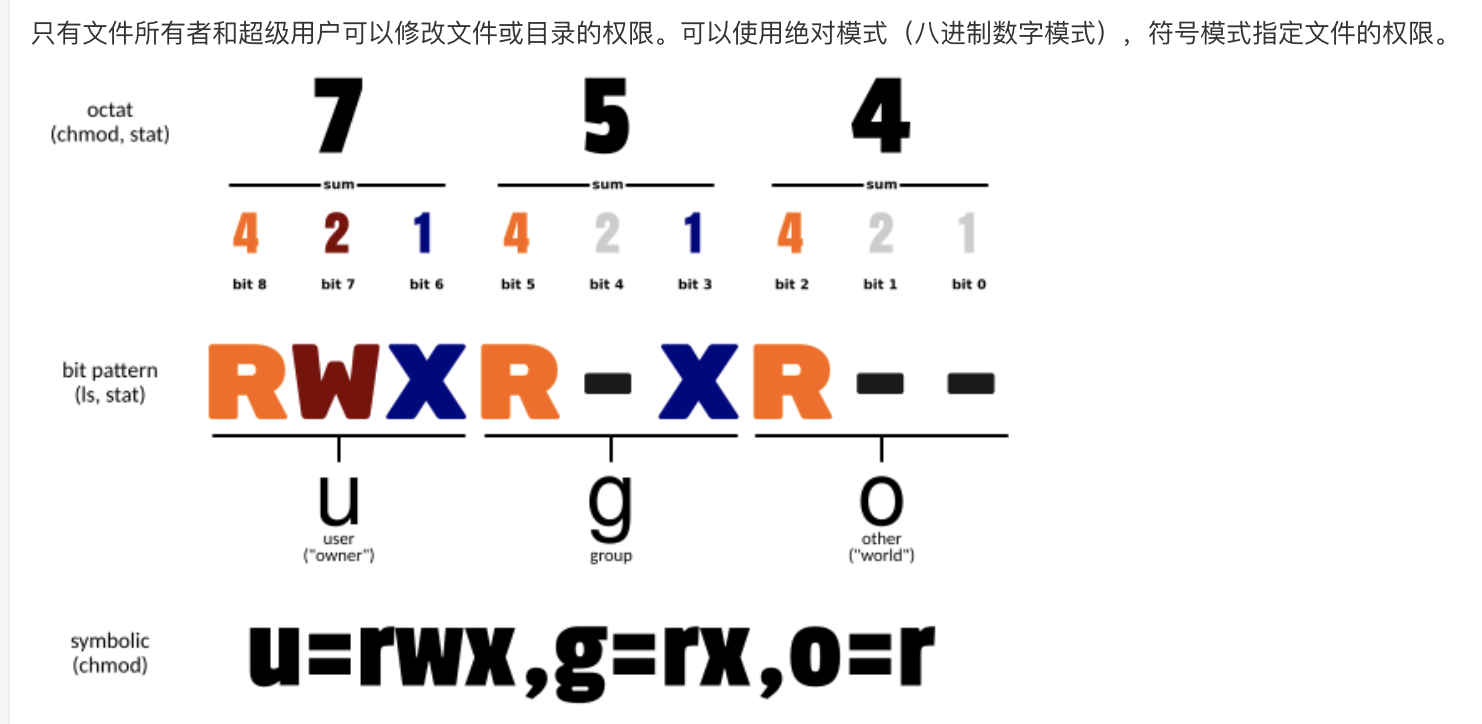 只有文件所有者和超级用户可以修改文件或目录的权限。可以使用绝对模式（八进制数字模式），符号模式指定文件的权限。
octat
(chmod, stat)
7 5 4
sum sum sum
4 2 1 4 2 1 4 2 1
bit 8 bit 7 bit 6 bit 5 bit 4 bit 3 bit 2 bit 1 bit 0
bit pattern
(ls, stat)
RWXR-XR--
u g o
user group other
("owner") ("world")
symbolic
(chmod)
u=rwx,g=rx,o=r